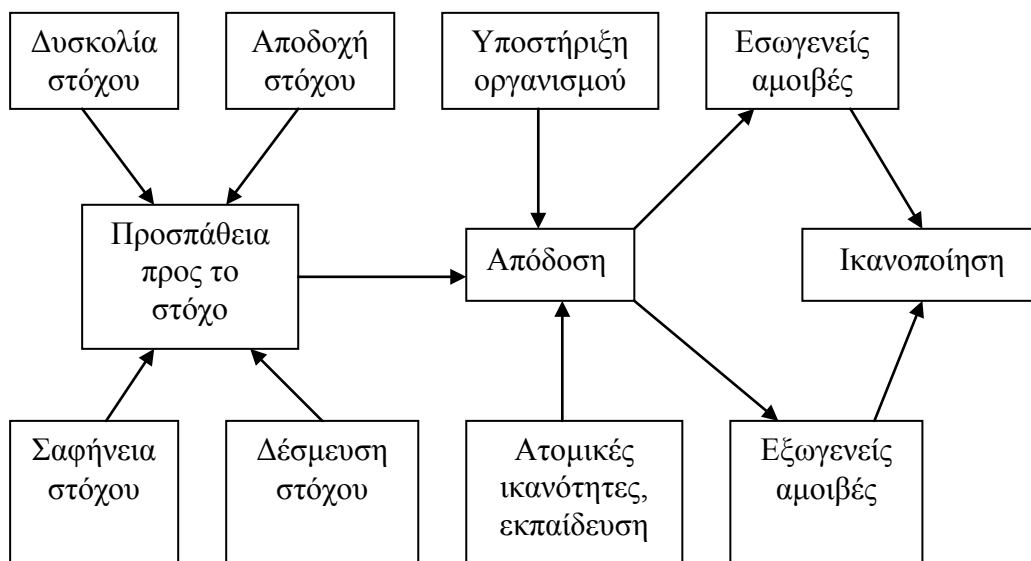 Δυσκολία
στόχου
Αποδοχή
στόχου
Υποστήριξη
οργανισμού
Εσωγενείς
αμοιβές
Προσπάθεια
προς το
στόχο
Απόδοση
Ικανοποίηση
Σαφήνεια
στόχου
Δέσμευση
στόχου
Ατομικές
ικανότητες,
εκπαίδευση
Εξωγενείς
αμοιβές